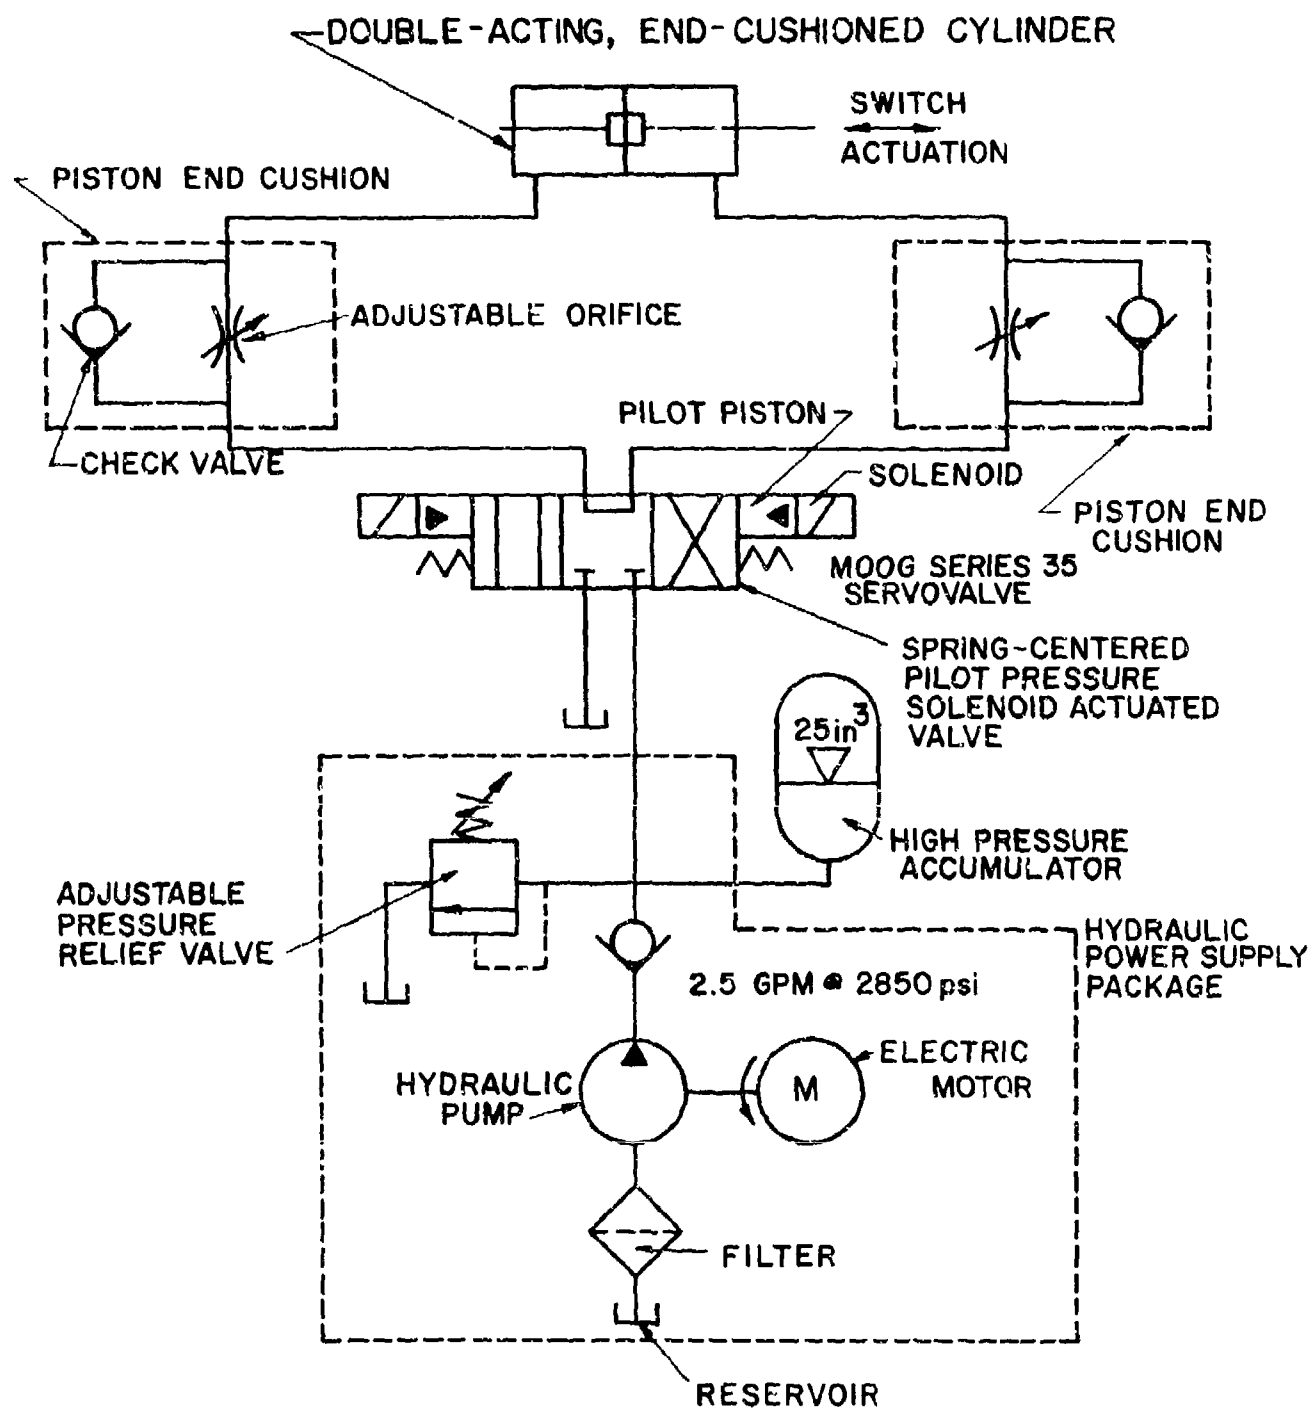 DOUBLE-ACTING, END-CUSHIONED CYLINDER
SWITCH
ACTUATION
PISTON END CUSHION
ADJUSTABLE ORIFICE
PILOT PISTON
CHECK VALVE
SOLENOID
PISTON END
CUSHION
MOOG SERIES 35
SERVOVALVE
SPRING-CENTERED
PILOT PRESSURE
SOLENOID ACTUATED
VALVE
25in³
HIGH PRESSURE
ACCUMULATOR
ADJUSTABLE
PRESSURE
RELIEF VALVE
HYDRAULIC
POWER SUPPLY
PACKAGE
2.5 GPM @ 2850 psi
ELECTRIC
MOTOR
M
HYDRAULIC
PUMP
FILTER
RESERVOIR